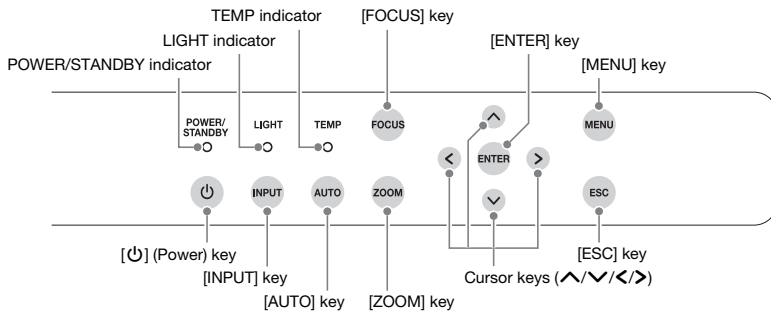 TEMP indicator
[FOCUS] key
LIGHT indicator
[ENTER] key
POWER/STANDBY indicator
[MENU] key
POWER/
STANDBY
LIGHT
TEMP
FOCUS
MENU
ENTER
INPUT
AUTO
ZOOM
ESC
[⏻] (Power) key
[ESC] key
[INPUT] key
Cursor keys (∧/∨/</>)
[AUTO] key
[ZOOM] key